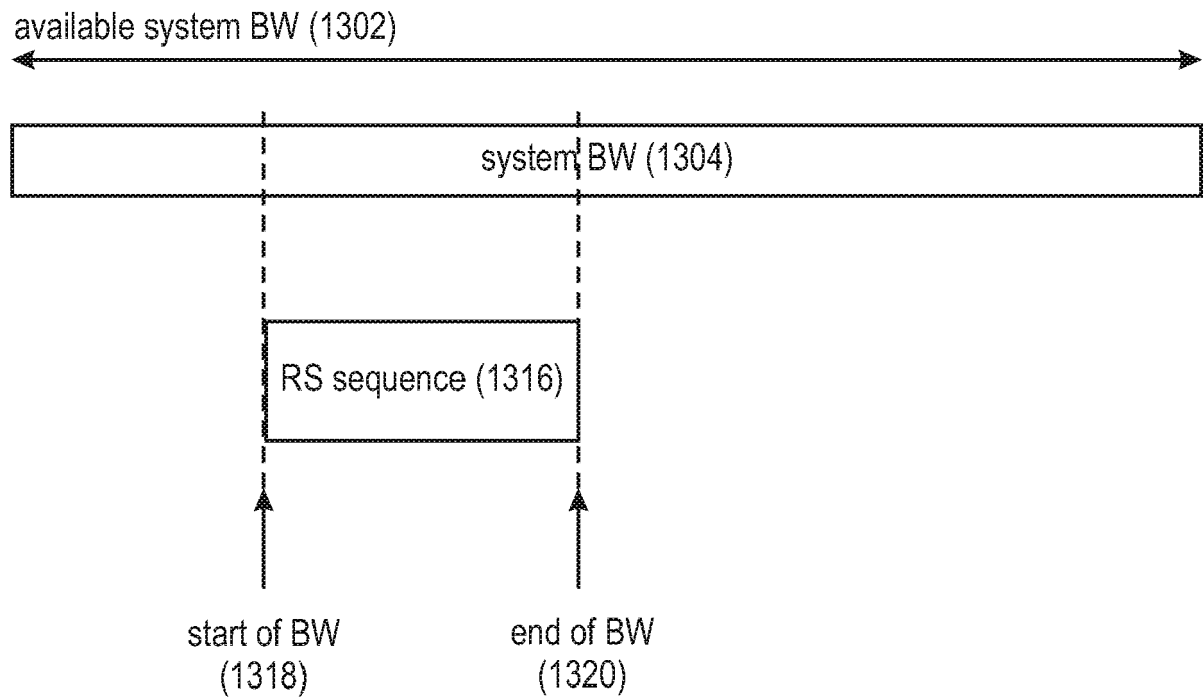 available system BW (1302)
system BW (1304)
RS sequence (1316)
start of BW
(1318)
end of BW
(1320)